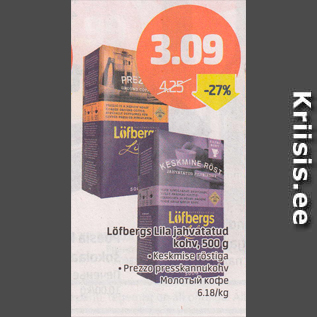 3.09
4.25
-27%
PREZ
Löfbergs
Lila
KESKMINE RÖST
Löfbergs
Löfbergs Lila jahvatatud
kohv, 500 g
• Keskmise röstiga
• Prezzo presskannukohv
Молотый кофе
6.18/kg
Kriisis.ee